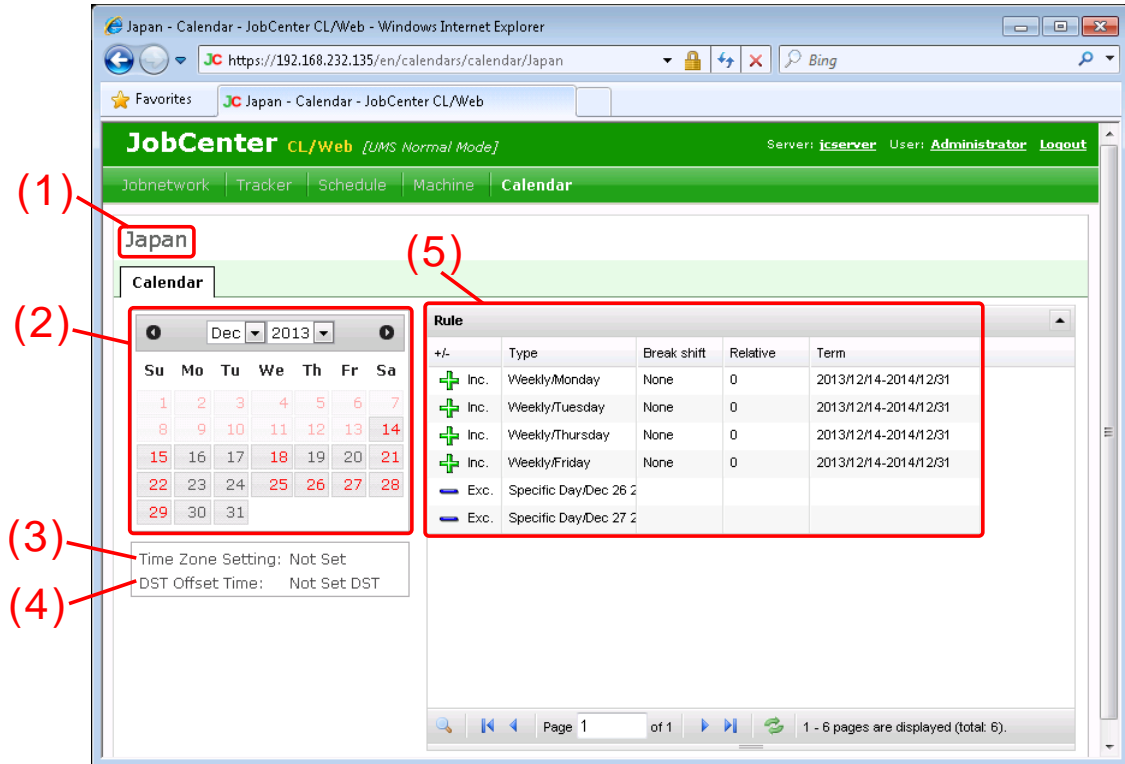 Japan - Calendar - JobCenter CL/Web - Windows Internet Explorer
JC https://192.168.232.135/en/calendars/calendar/Japan Bing
Favorites JC Japan - Calendar - JobCenter CL/Web
JobCenter CL/Web [UMS Normal Mode] Server: jcserver User: Administrator Logout
Jobnetwork Tracker Schedule Machine Calendar
(1)
Japan
(5)
Calendar
(2)
Dec 2013
Su Mo Tu We Th Fr Sa
1 2 3 4 5 6 7
8 9 10 11 12 13 14
15 16 17 18 19 20 21
22 23 24 25 26 27 28
29 30 31
Rule
+/- Type Break shift Relative Term
Inc. Weekly/Monday None 0 2013/12/14-2014/12/31
Inc. Weekly/Tuesday None 0 2013/12/14-2014/12/31
Inc. Weekly/Thursday None 0 2013/12/14-2014/12/31
Inc. Weekly/Friday None 0 2013/12/14-2014/12/31
Exc. Specific Day/Dec 26 2
Exc. Specific Day/Dec 27 2
(3)
Time Zone Setting: Not Set
(4)
DST Offset Time: Not Set DST
Page 1 of 1 1 - 6 pages are displayed (total: 6).